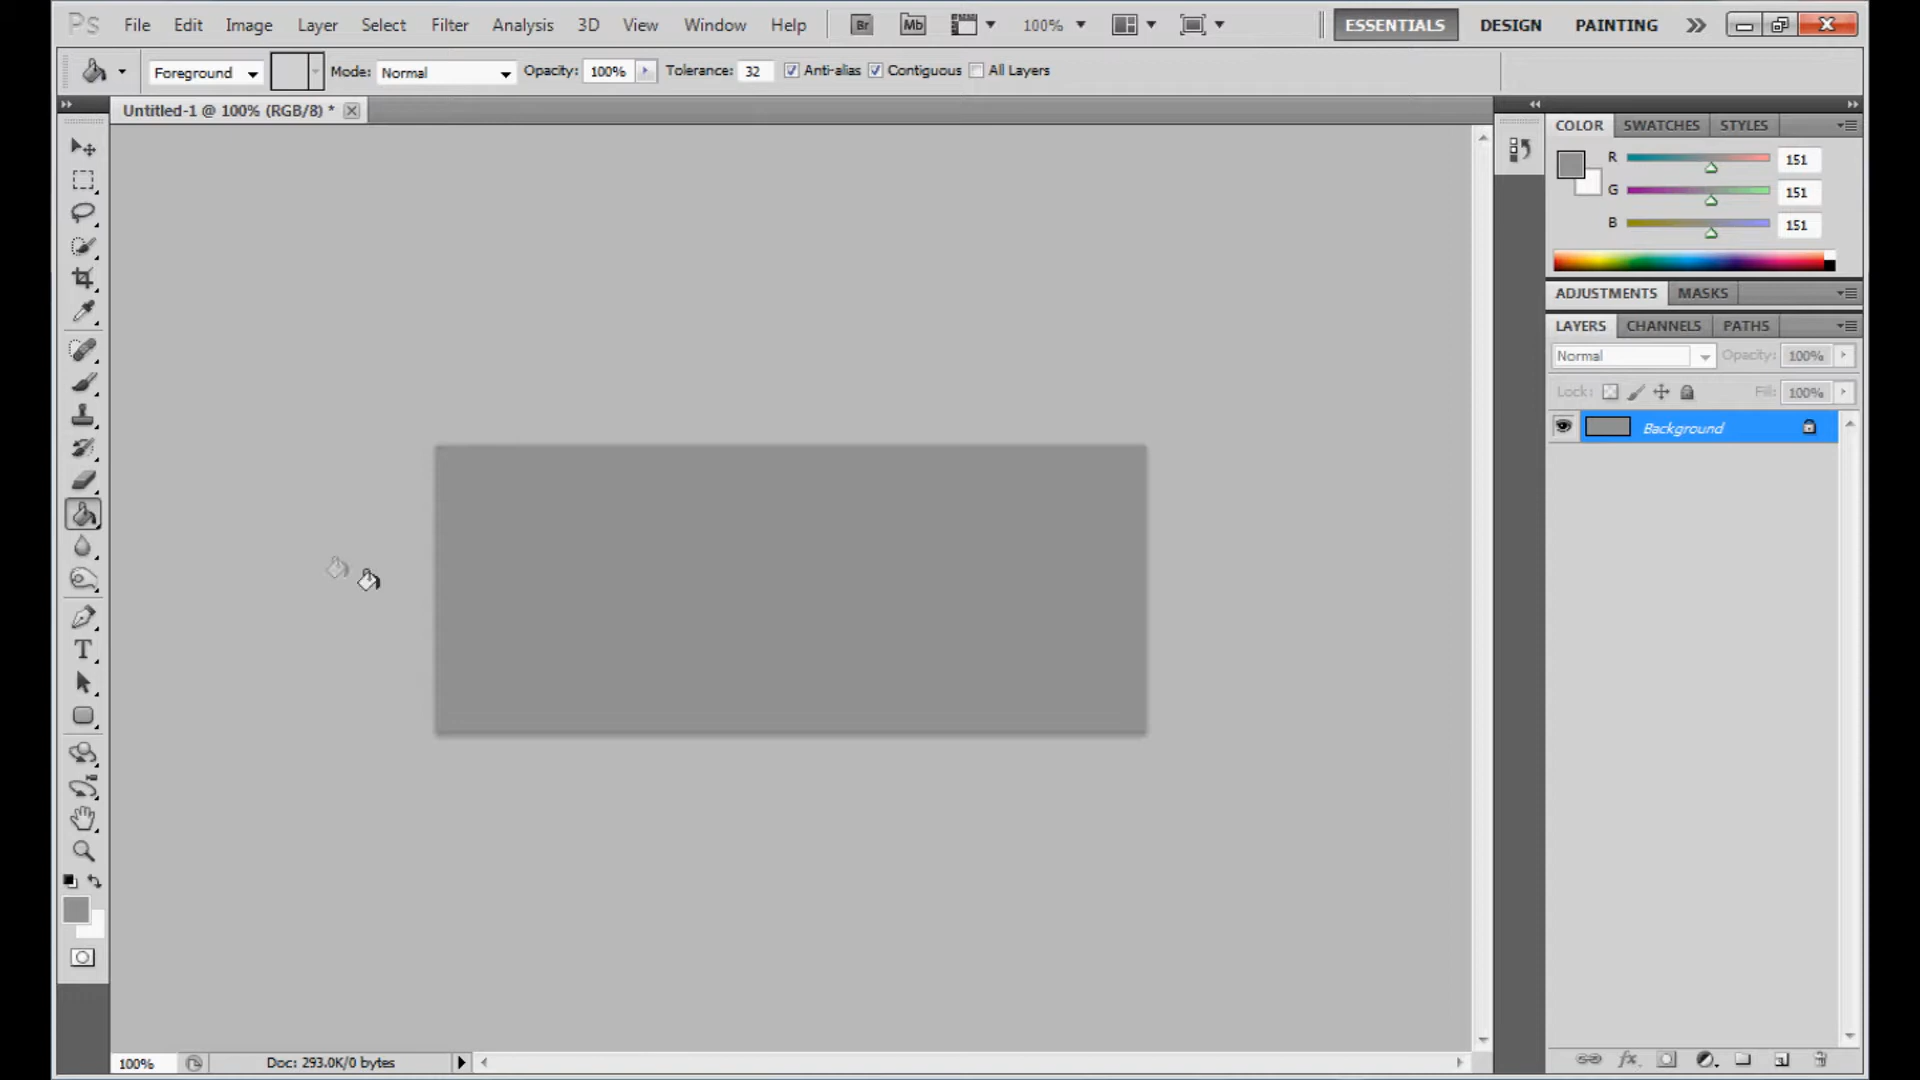 Ps File Edit Image Layer Select Filter Analysis 3D View Window Help Br Mb 100% ESSENTIALS DESIGN PAINTING
Foreground Mode: Normal Opacity: 100% Tolerance: 32 Anti-alias Contiguous All Layers
Untitled-1 @ 100% (RGB/8) *
COLOR SWATCHES STYLES
R 151
G 151
B 151
ADJUSTMENTS MASKS
LAYERS CHANNELS PATHS
Normal Opacity: 100%
Lock: Fill: 100%
Background
T
100% Doc: 293.0K/0 bytes
fx